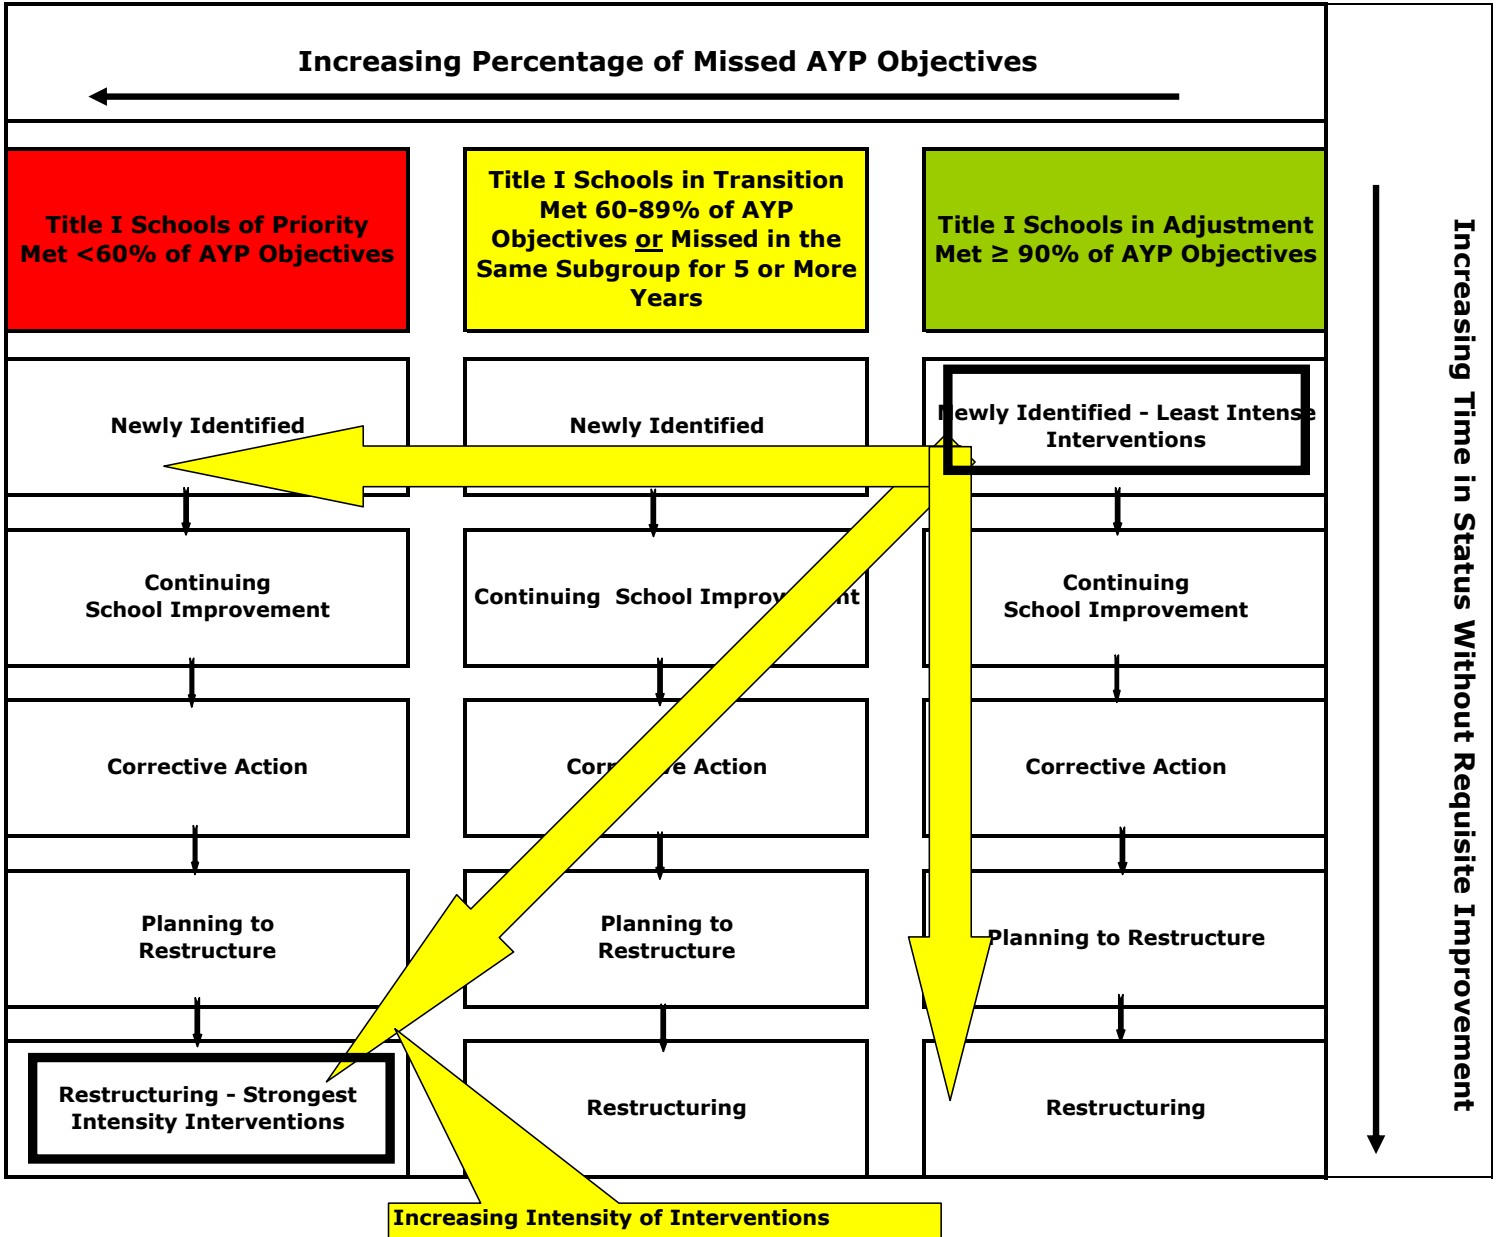 Increasing Percentage of Missed AYP Objectives
Title I Schools of Priority
Met <60% of AYP Objectives
Title I Schools in Transition
Met 60-89% of AYP
Objectives or Missed in the
Same Subgroup for 5 or More
Years
Title I Schools in Adjustment
Met ≥ 90% of AYP Objectives
Increasing Time in Status Without Requisite Improvement
Newly Identified
Newly Identified
Newly Identified - Least Intense
Interventions
Continuing
School Improvement
Continuing School Improvement
Continuing
School Improvement
Corrective Action
Corrective Action
Corrective Action
Planning to
Restructure
Planning to
Restructure
Planning to Restructure
Restructuring - Strongest
Intensity Interventions
Restructuring
Restructuring
Increasing Intensity of Interventions